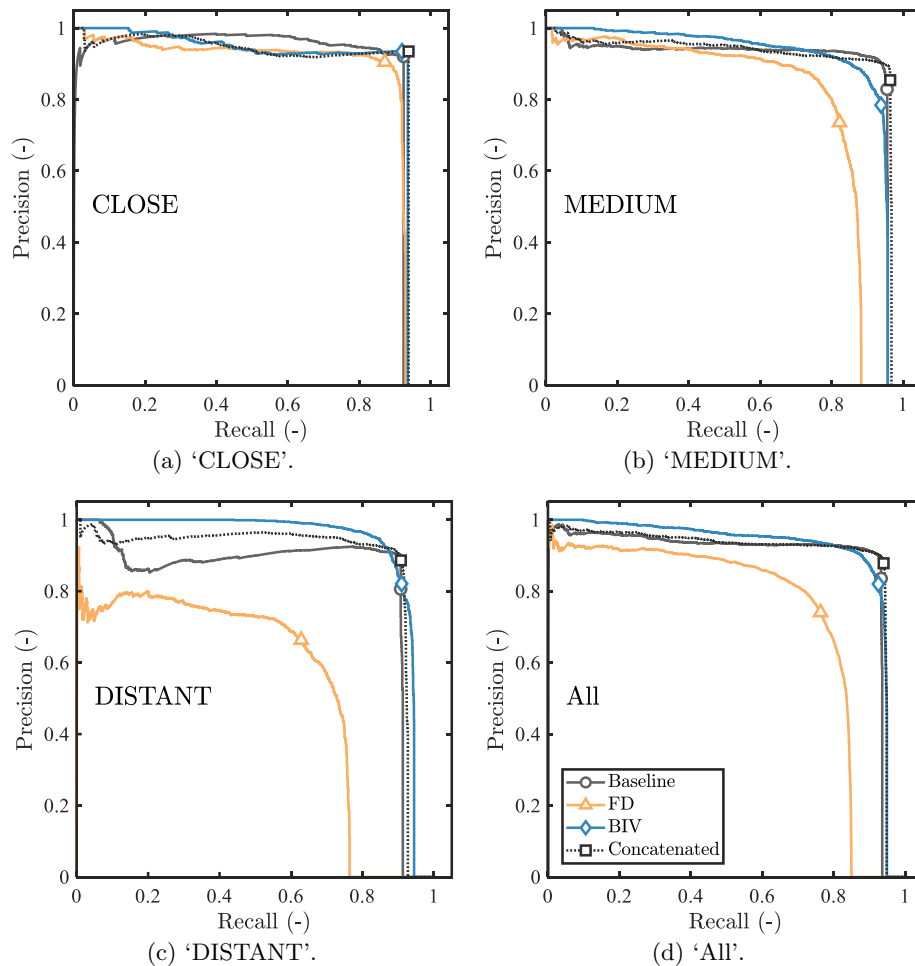 1
0.8
0.6
0.4
0.2
0
Precision (-)
CLOSE
0 0.2 0.4 0.6 0.8 1
Recall (-)
(a) ‘CLOSE’.
1
0.8
0.6
0.4
0.2
0
Precision (-)
MEDIUM
0 0.2 0.4 0.6 0.8 1
Recall (-)
(b) ‘MEDIUM’.
1
0.8
0.6
0.4
0.2
0
Precision (-)
DISTANT
0 0.2 0.4 0.6 0.8 1
Recall (-)
(c) ‘DISTANT’.
1
0.8
0.6
0.4
0.2
0
Precision (-)
All
Baseline
FD
BIV
Concatenated
0 0.2 0.4 0.6 0.8 1
Recall (-)
(d) ‘All’.